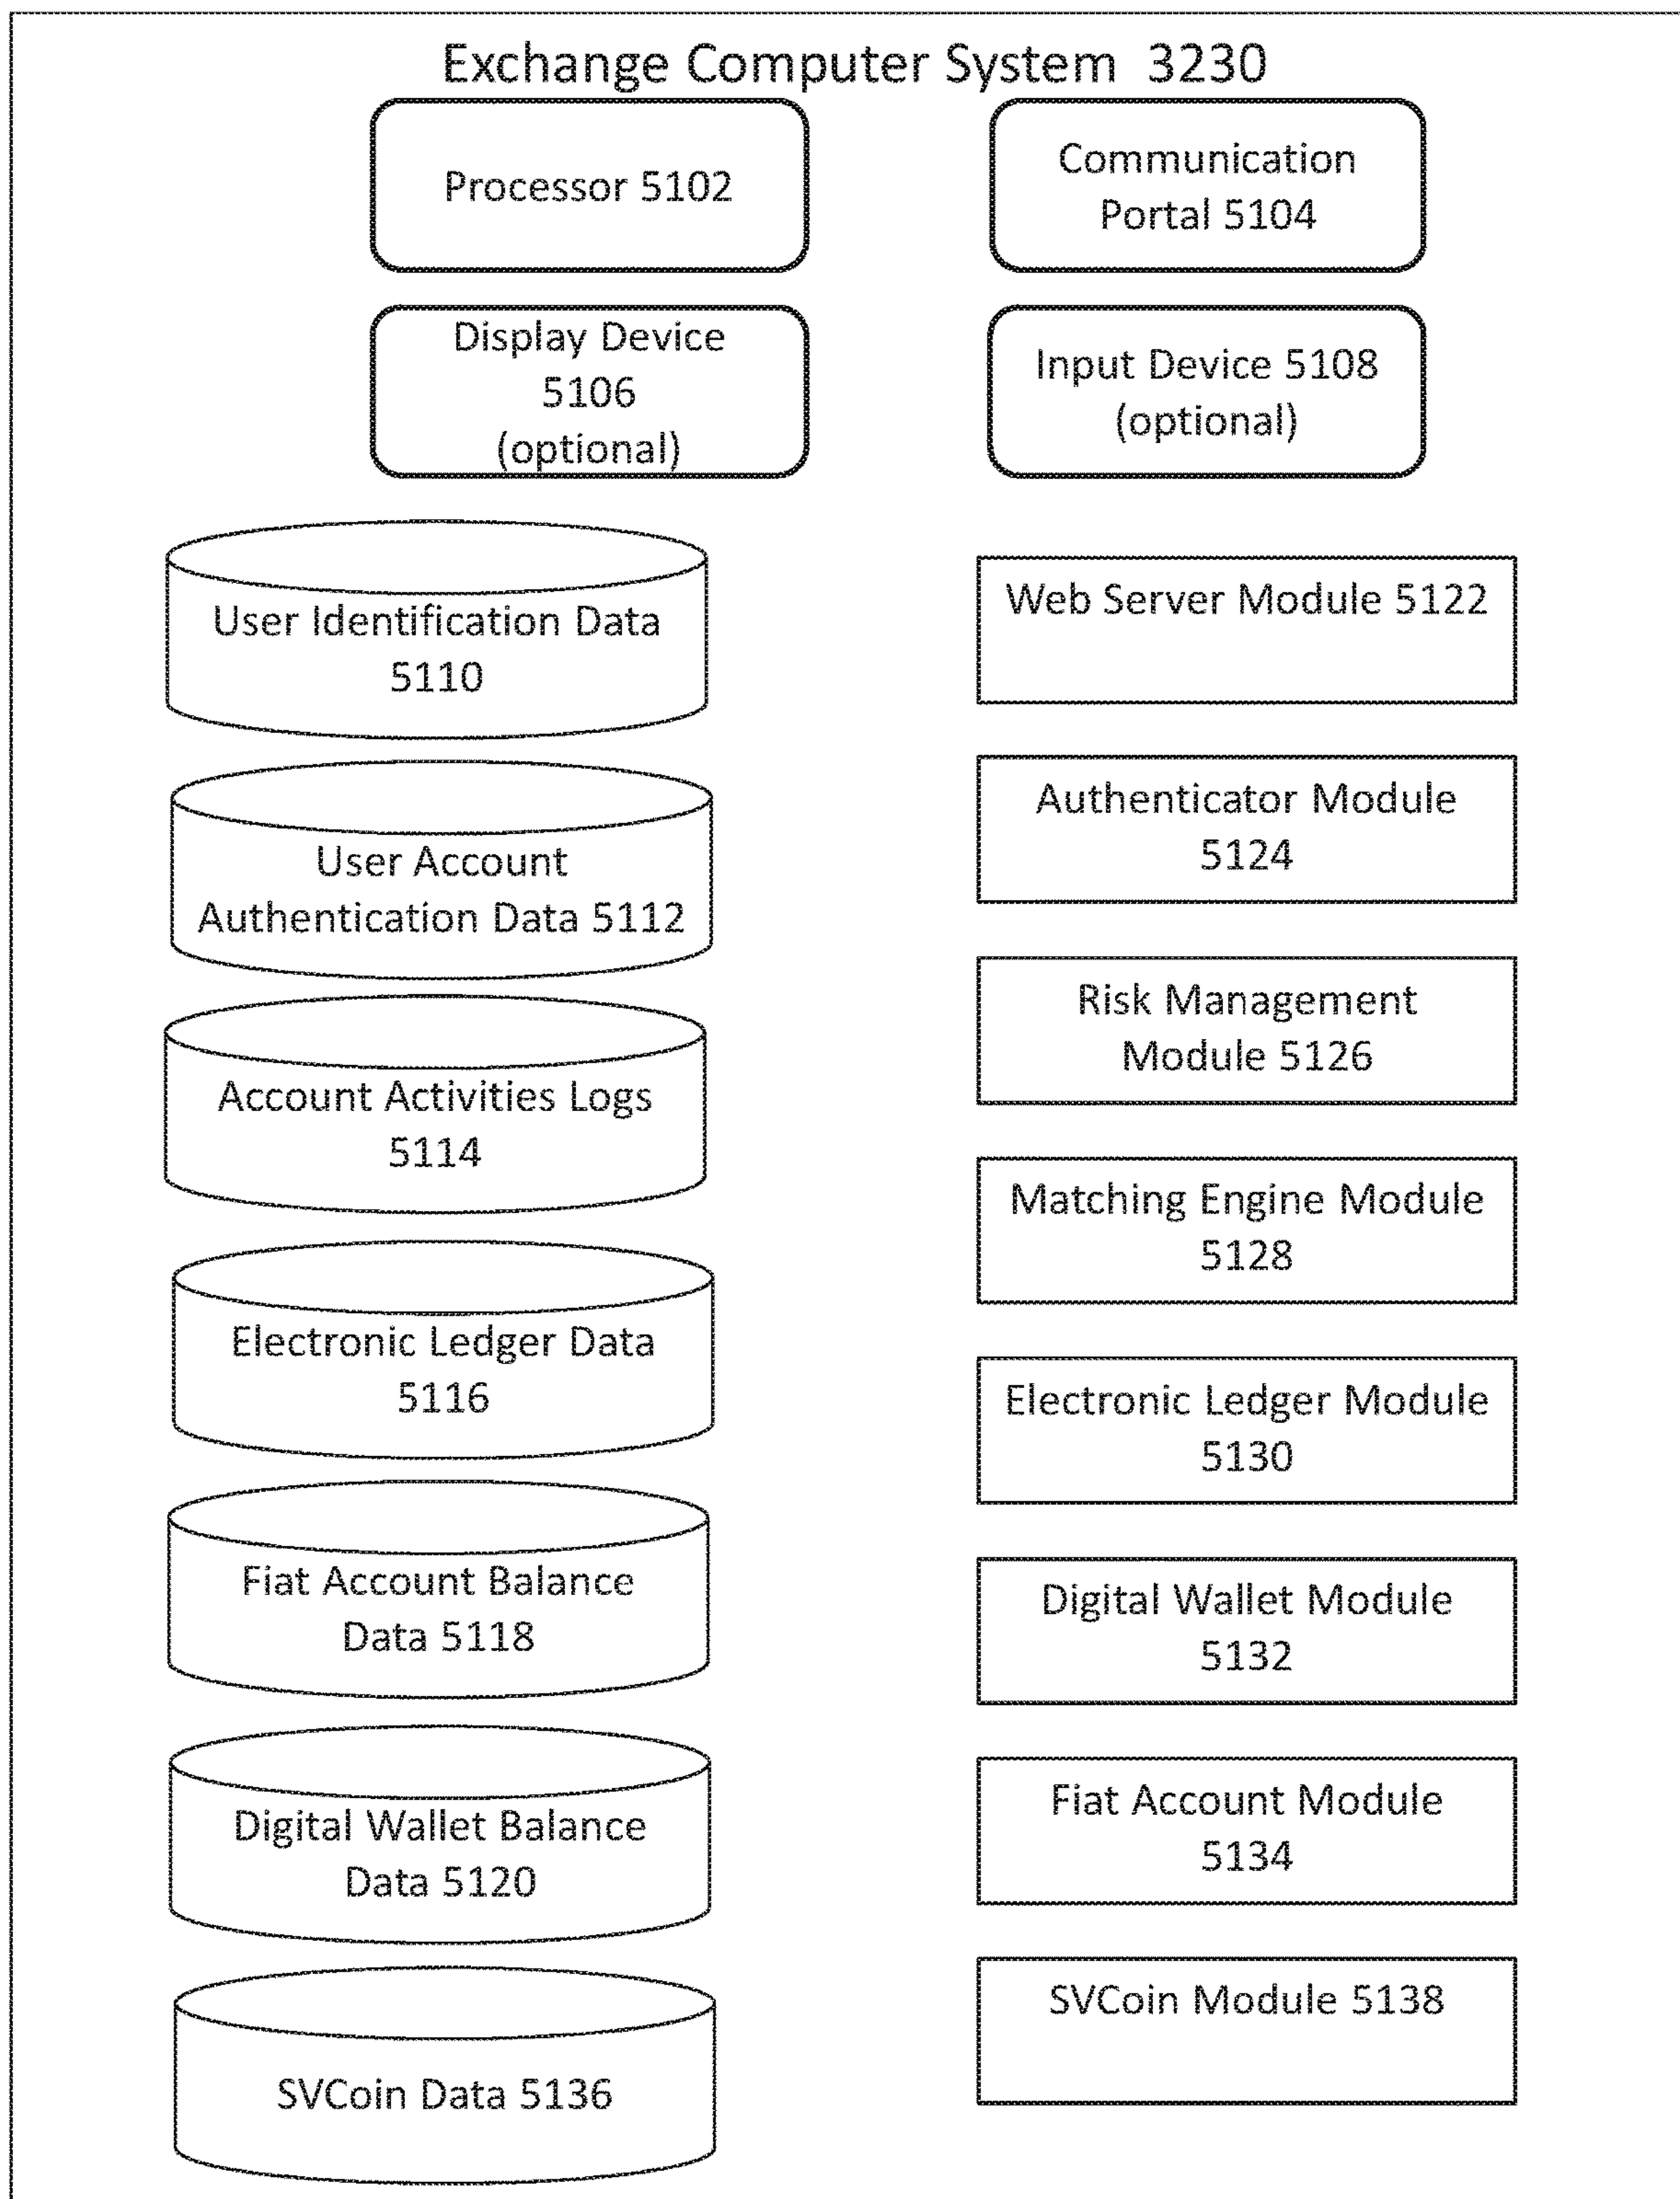 Exchange Computer System 3230
Processor 5102
Communication
Portal 5104
Display Device
5106
(optional)
Input Device 5108
(optional)
User Identification Data
5110
User Account
Authentication Data 5112
Account Activities Logs
5114
Electronic Ledger Data
5116
Fiat Account Balance
Data 5118
Digital Wallet Balance
Data 5120
SVCoin Data 5136
Web Server Module 5122
Authenticator Module
5124
Risk Management
Module 5126
Matching Engine Module
5128
Electronic Ledger Module
5130
Digital Wallet Module
5132
Fiat Account Module
5134
SVCoin Module 5138